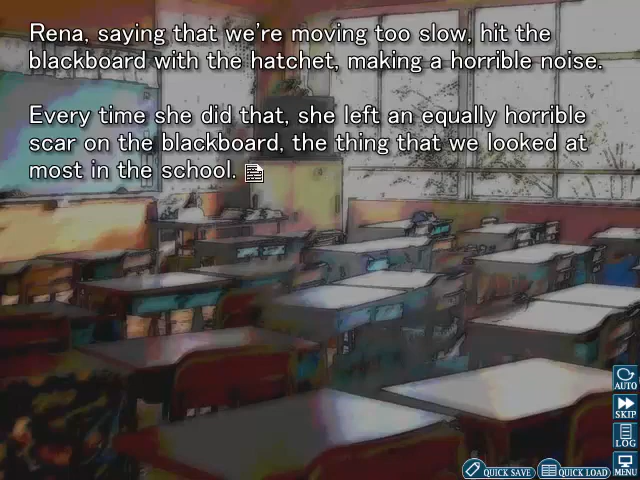 Rena, saying that we're moving too slow, hit the
blackboard with the hatchet, making a horrible noise.
Every time she did that, she left an equally horrible
scar on the blackboard, the thing that we looked at
most in the school.
AUTO
SKIP
LOG
MENU
QUICK SAVE
QUICK LOAD